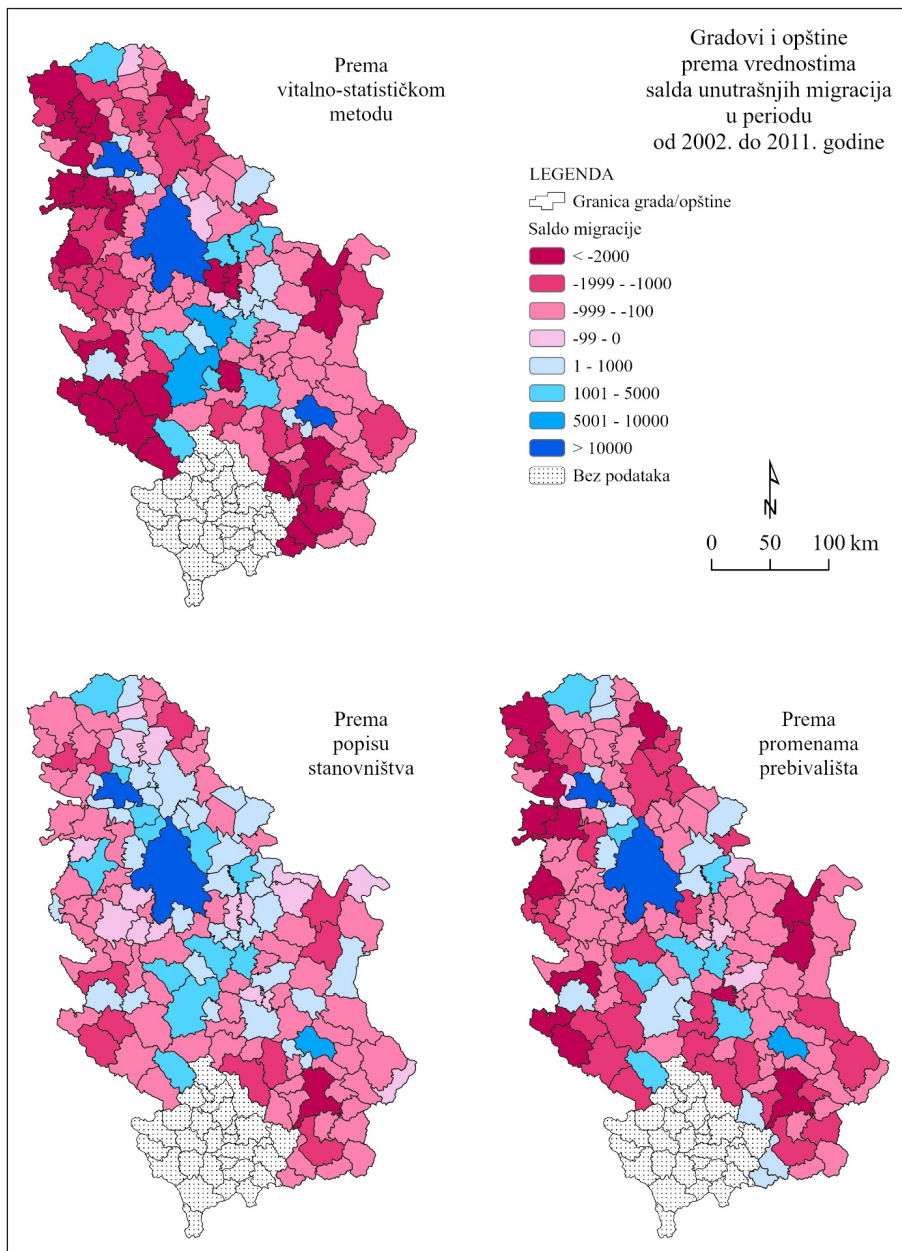 Gradovi i opštine
prema vrednostima
salda unutrašnjih migracija
u periodu
od 2002. do 2011. godine
Prema
vitalno-statističkom
metodu
LEGENDA
Granica grada/opštine
Saldo migracije
< -2000
-1999 - -1000
-999 - -100
-99 - 0
1 - 1000
1001 - 5000
5001 - 10000
> 10000
Bez podataka
N
0 50 100 km
Prema
popisu
stanovništva
Prema
promenama
prebivališta